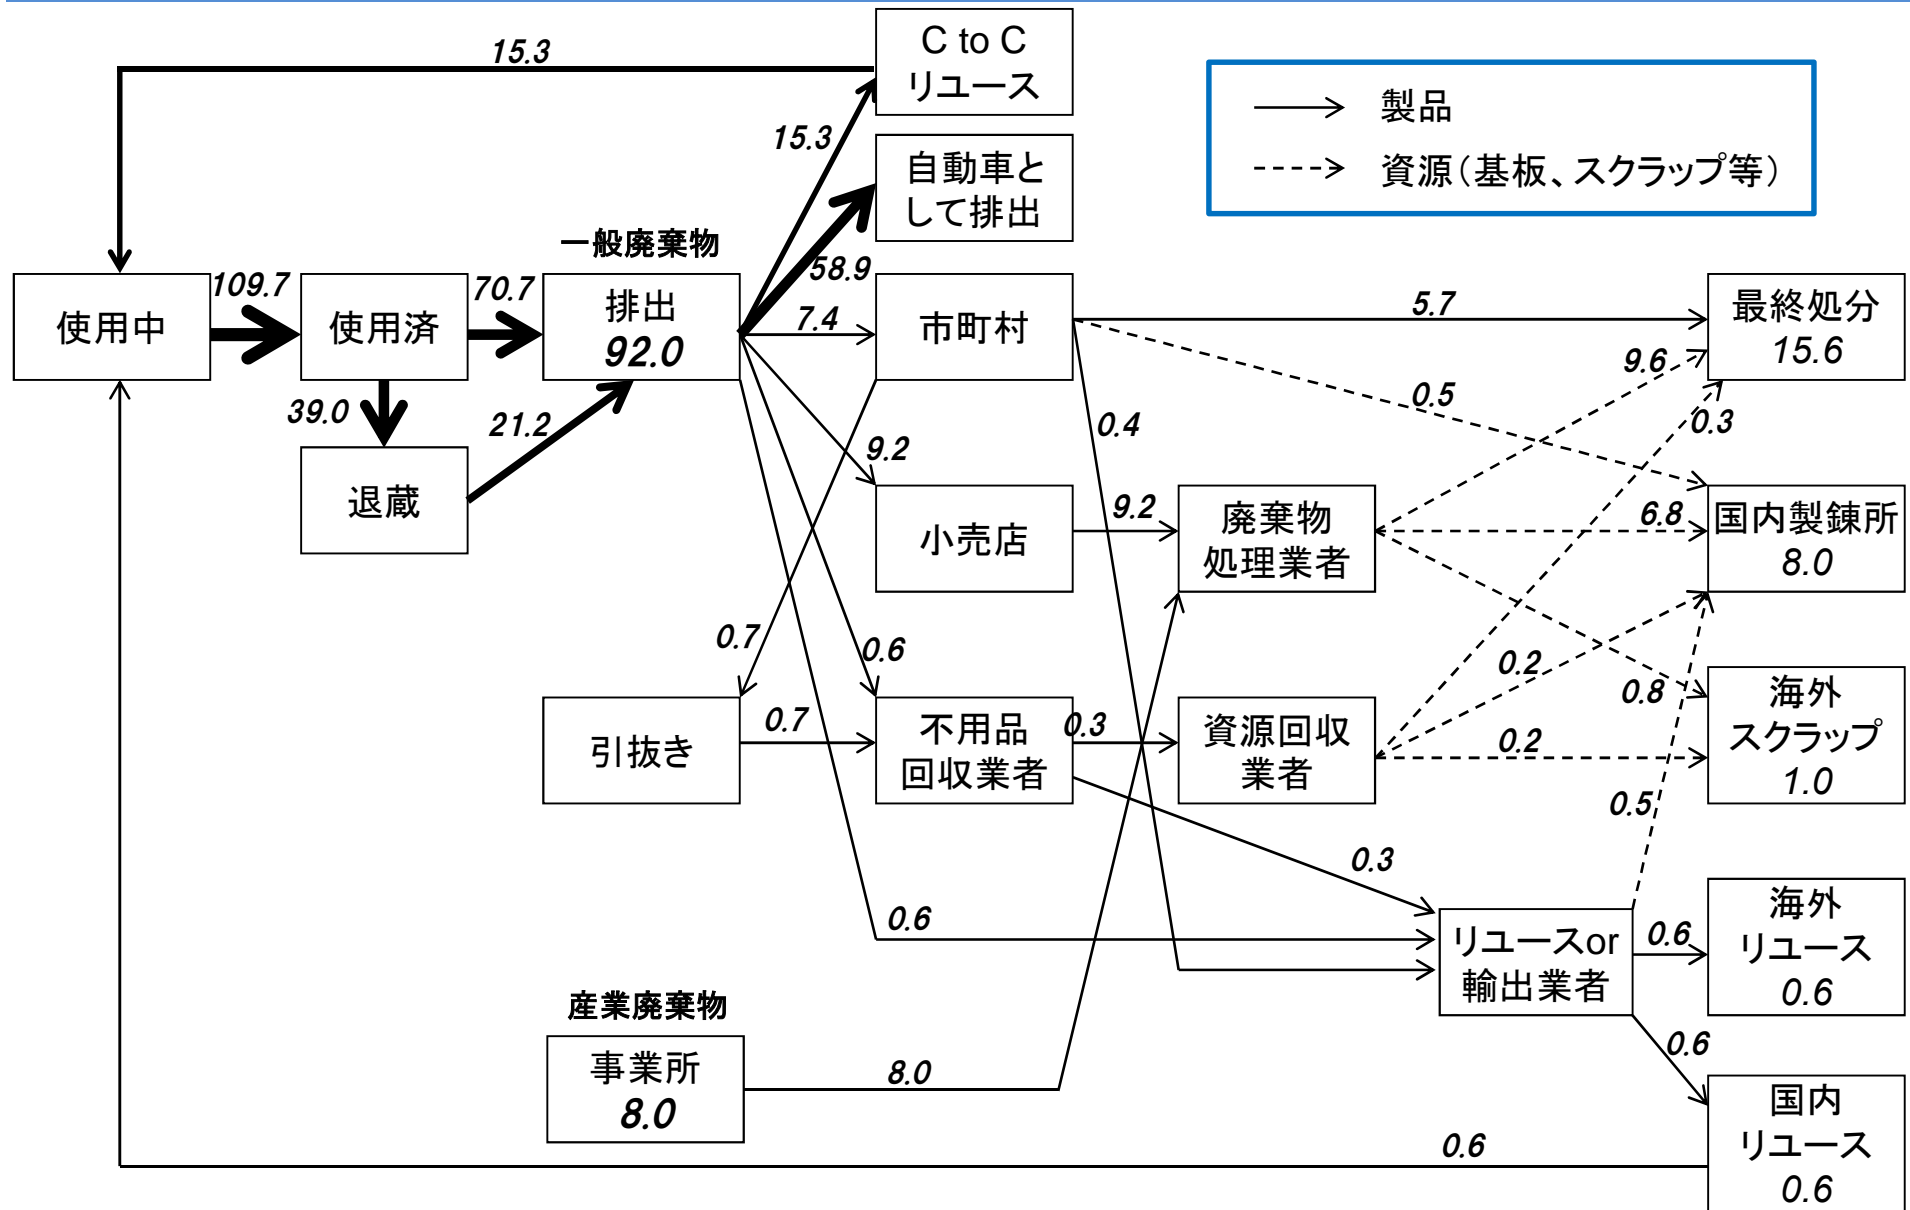 C to C
リユース
15.3
15.3
自動車と
して排出
58.9
製品
資源（基板、スクラップ等）
一般廃棄物
使用中
109.7
使用済
70.7
排出
92.0
7.4
市町村
5.7
最終処分
15.6
39.0
21.2
退蔵
9.2
0.4
0.5
9.6
0.3
小売店
9.2
廃棄物
処理業者
6.8
国内製錬所
8.0
0.7
0.6
0.2
0.8
引抜き
0.7
不用品
回収業者
0.3
資源回収
業者
0.2
海外
スクラップ
1.0
0.5
0.3
0.6
リユースor
輸出業者
0.6
海外
リユース
0.6
産業廃棄物
事業所
8.0
8.0
0.6
国内
リユース
0.6
0.6